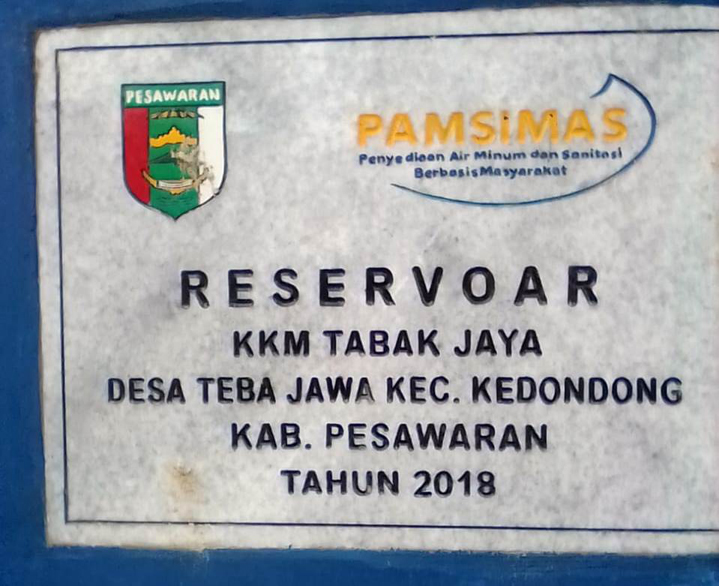 PESAWARAN
PAMSIMAS
Penyediaan Air Minum dan Sanitasi
Berbasis Masyarakat
RESERVOAR
KKM TABAK JAYA
DESA TEBA JAWA KEC. KEDONDONG
KAB. PESAWARAN
TAHUN 2018